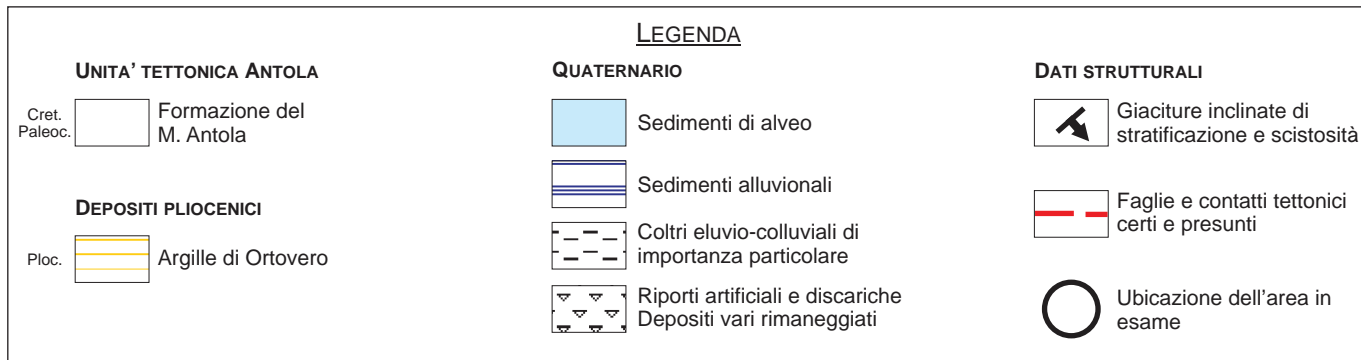 LEGENDA
UNITA’ TETTONICA ANTOLA
Cret.
Paleoc.
Formazione del
M. Antola
DEPOSITI PLIOCENICI
Ploc.
Argille di Ortovero
QUATERNARIO
Sedimenti di alveo
Sedimenti alluvionali
Coltri eluvio-colluviali di
importanza particolare
Riporti artificiali e discariche
Depositi vari rimaneggiati
DATI STRUTTURALI
Giaciture inclinate di
stratificazione e scistosità
Faglie e contatti tettonici
certi e presunti
Ubicazione dell'area in
esame